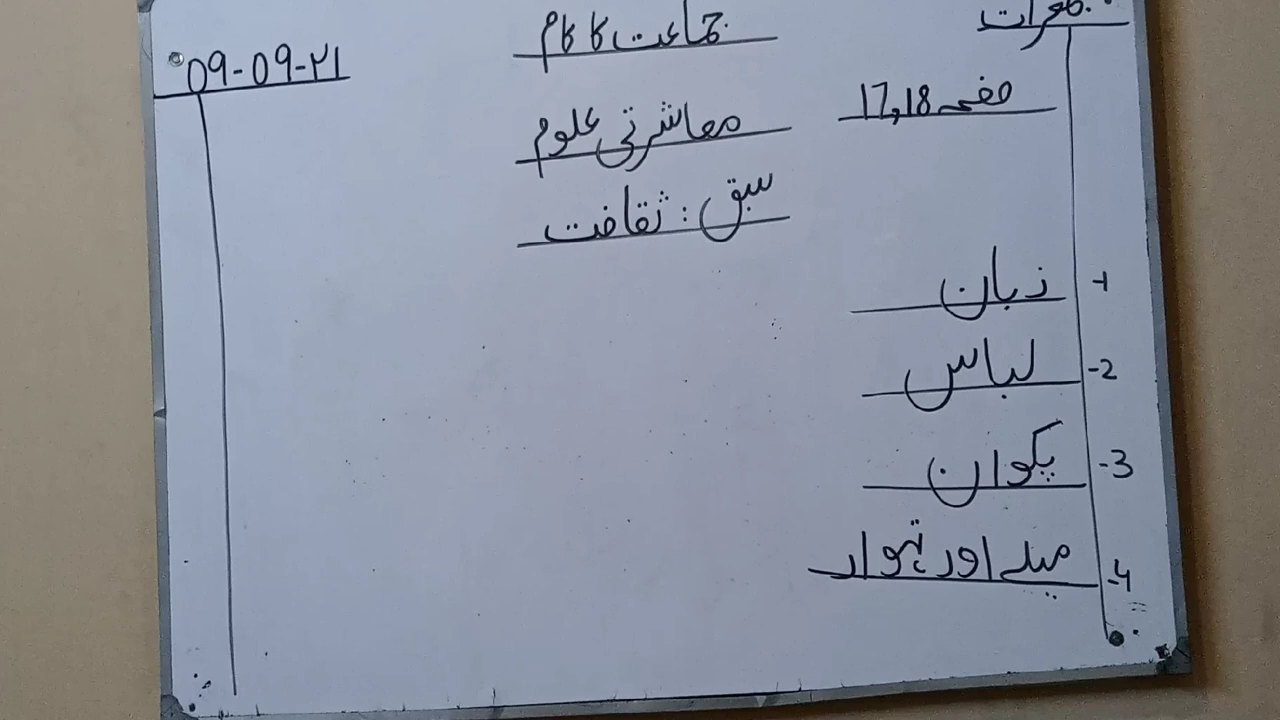 جمعرات
جماعت کا کام
09-09-21
صفحہ 17,18
معاشرتی علوم
سبق : ثقافت
1- زبان
2- لباس
3- پکوان
4- میلے اور تہوار